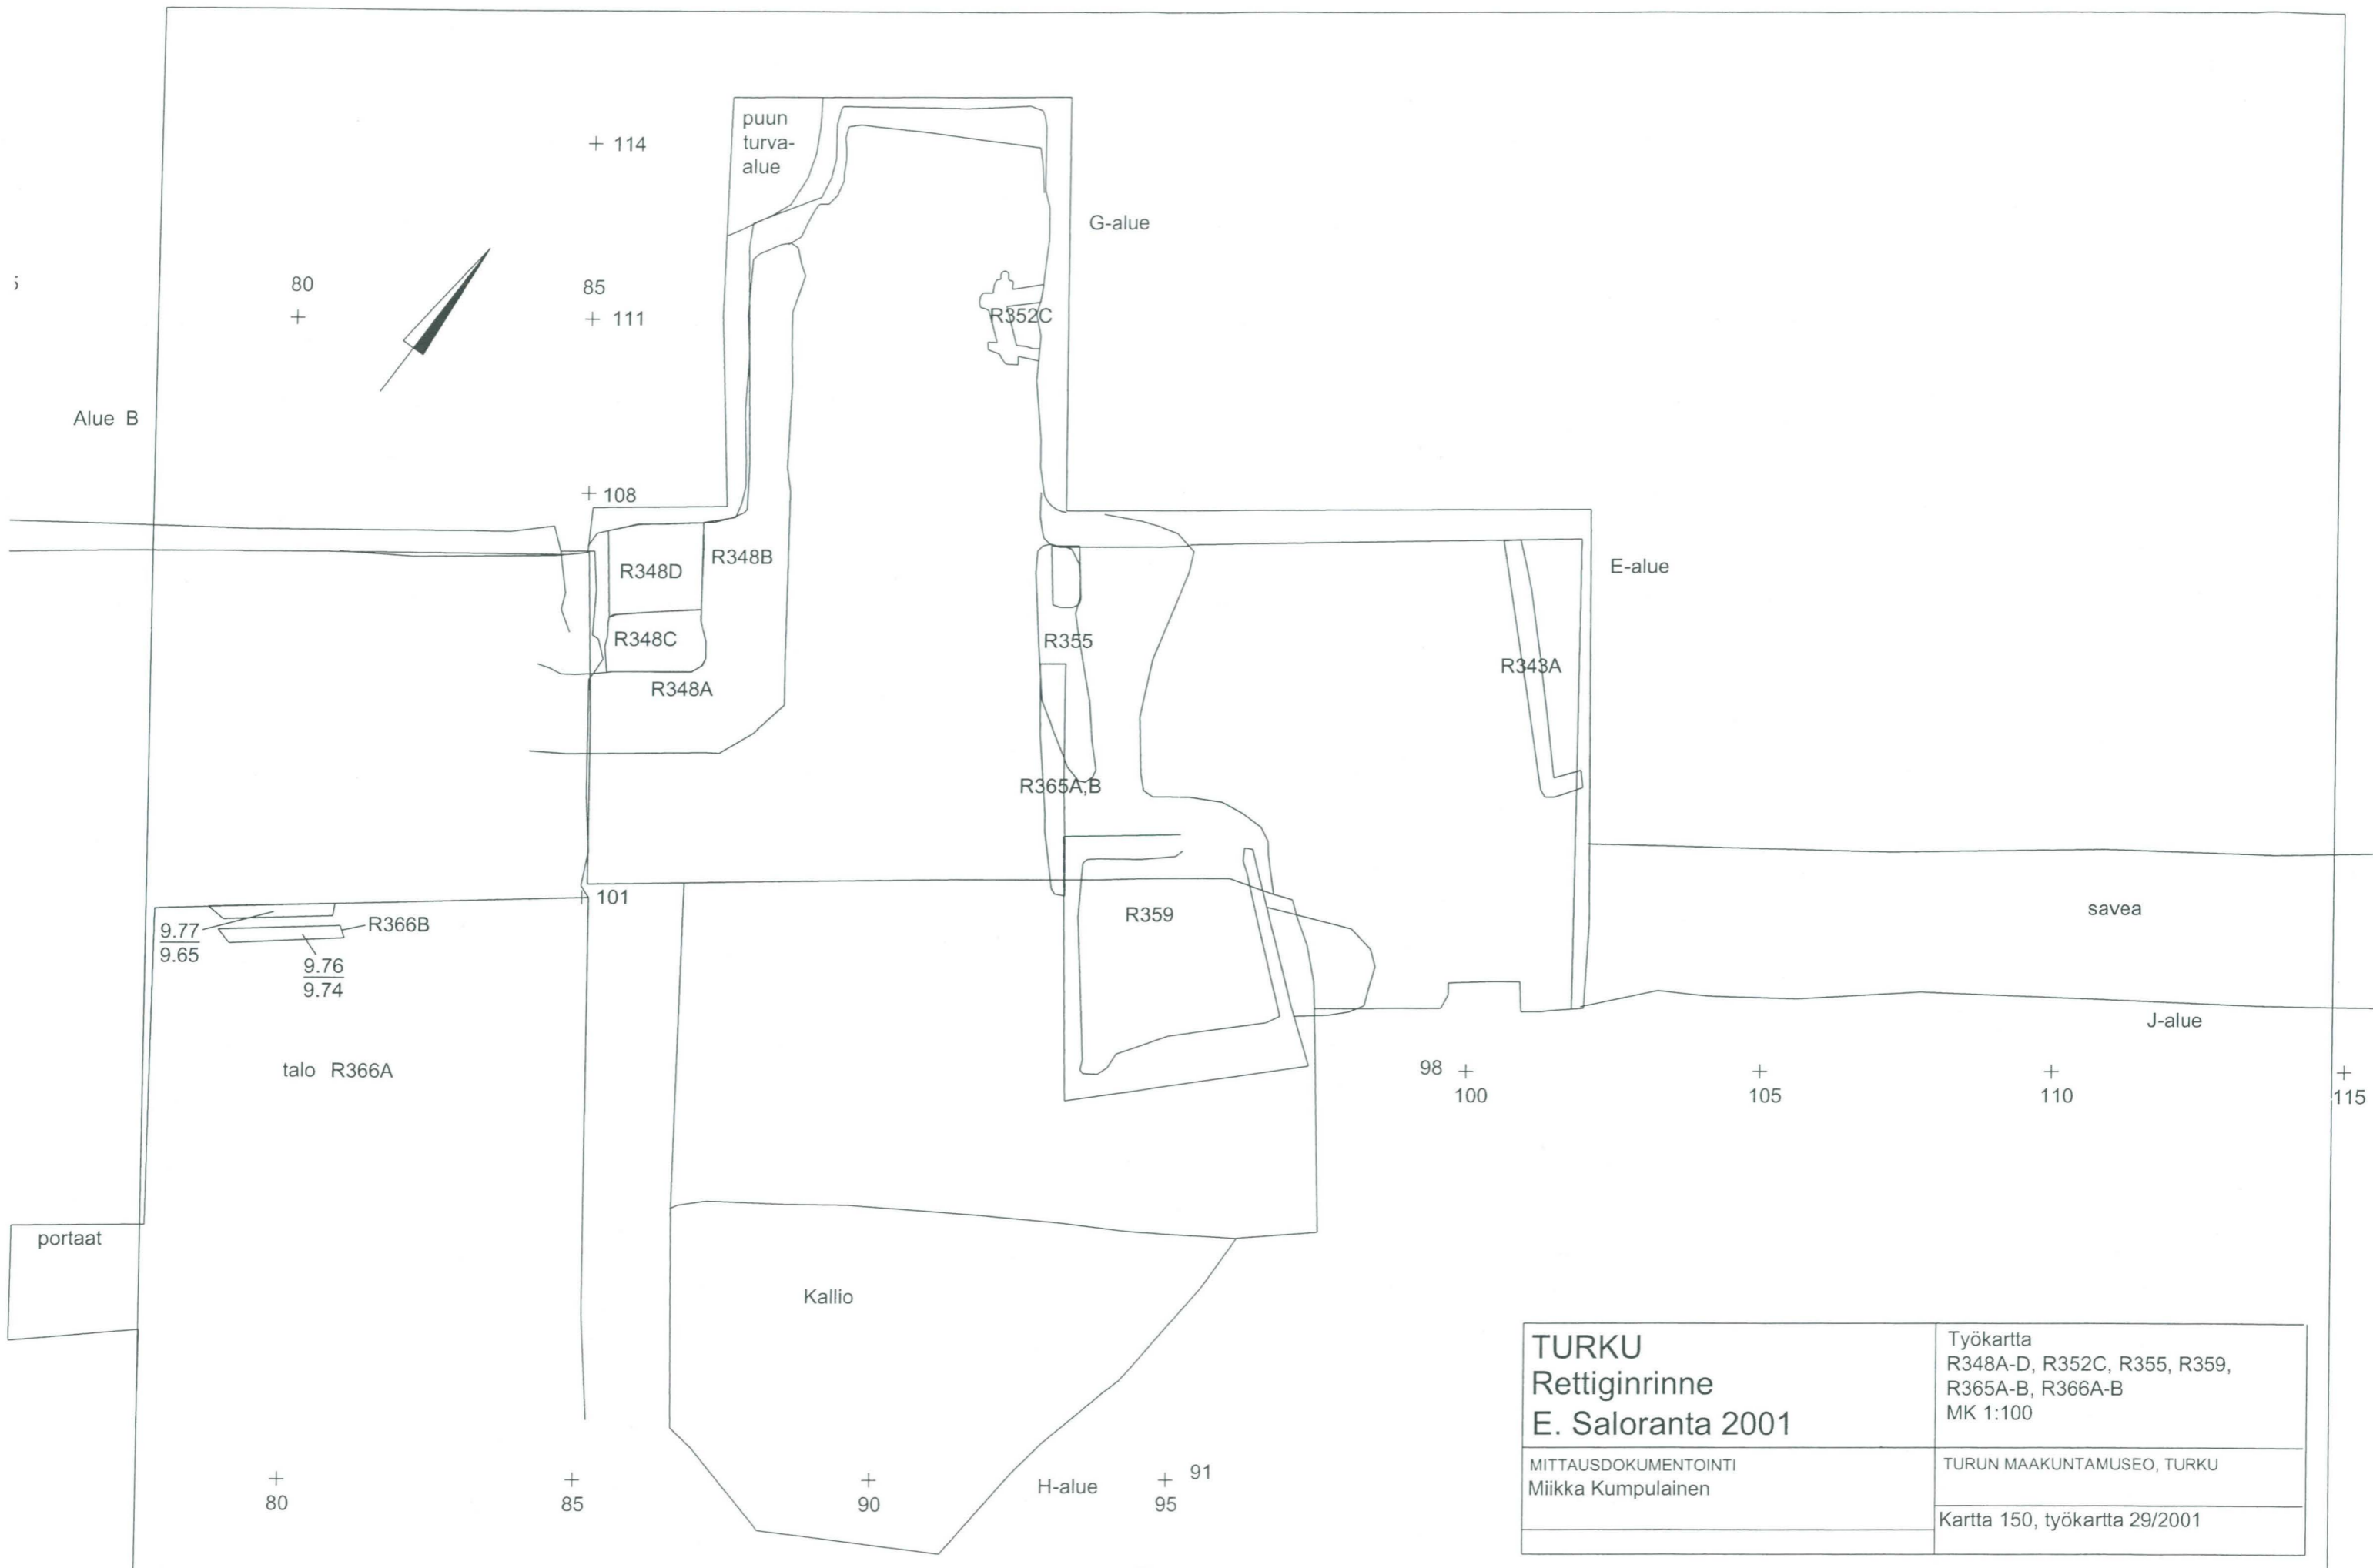 puun
turva-
alue
+ 114
G-alue
80
85
+ 111
R352C
Alue B
+ 108
R348D
R348B
E-alue
R348C
R355
R343A
R348A
R365A,B
101
R366B
9.77
9.65
R359
savea
9.76
9.74
J-alue
talo R366A
98
100
105
110
115
portaat
Kallio
91
80
85
90
H-alue
95
TURKU
Rettiginrinne
E. Saloranta 2001
Työkartta
R348A-D, R352C, R355, R359,
R365A-B, R366A-B
MK 1:100
MITTAUSDOKUMENTOINTI
Miikka Kumpulainen
TURUN MAAKUNTAMUSEO, TURKU
Kartta 150, työkartta 29/2001